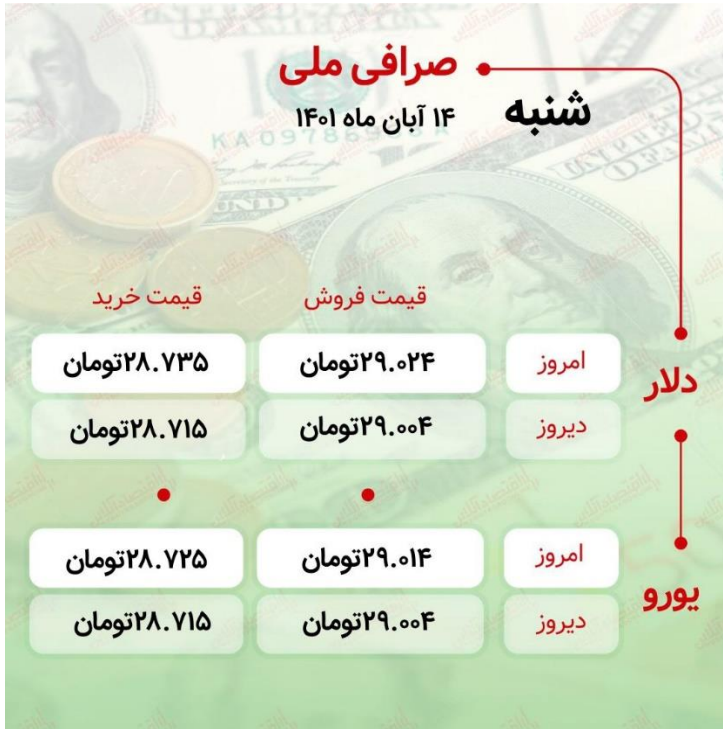 صرافی ملی
شنبه ۱۴ آبان ماه ۱۴۰۱
قیمت فروش قیمت خرید
دلار
امروز ۲۹.۰۲۴تومان ۲۸.۷۳۵تومان
دیروز ۲۹.۰۰۴تومان ۲۸.۷۱۵تومان
یورو
امروز ۲۹.۰۱۴تومان ۲۸.۷۲۵تومان
دیروز ۲۹.۰۰۴تومان ۲۸.۷۱۵تومان